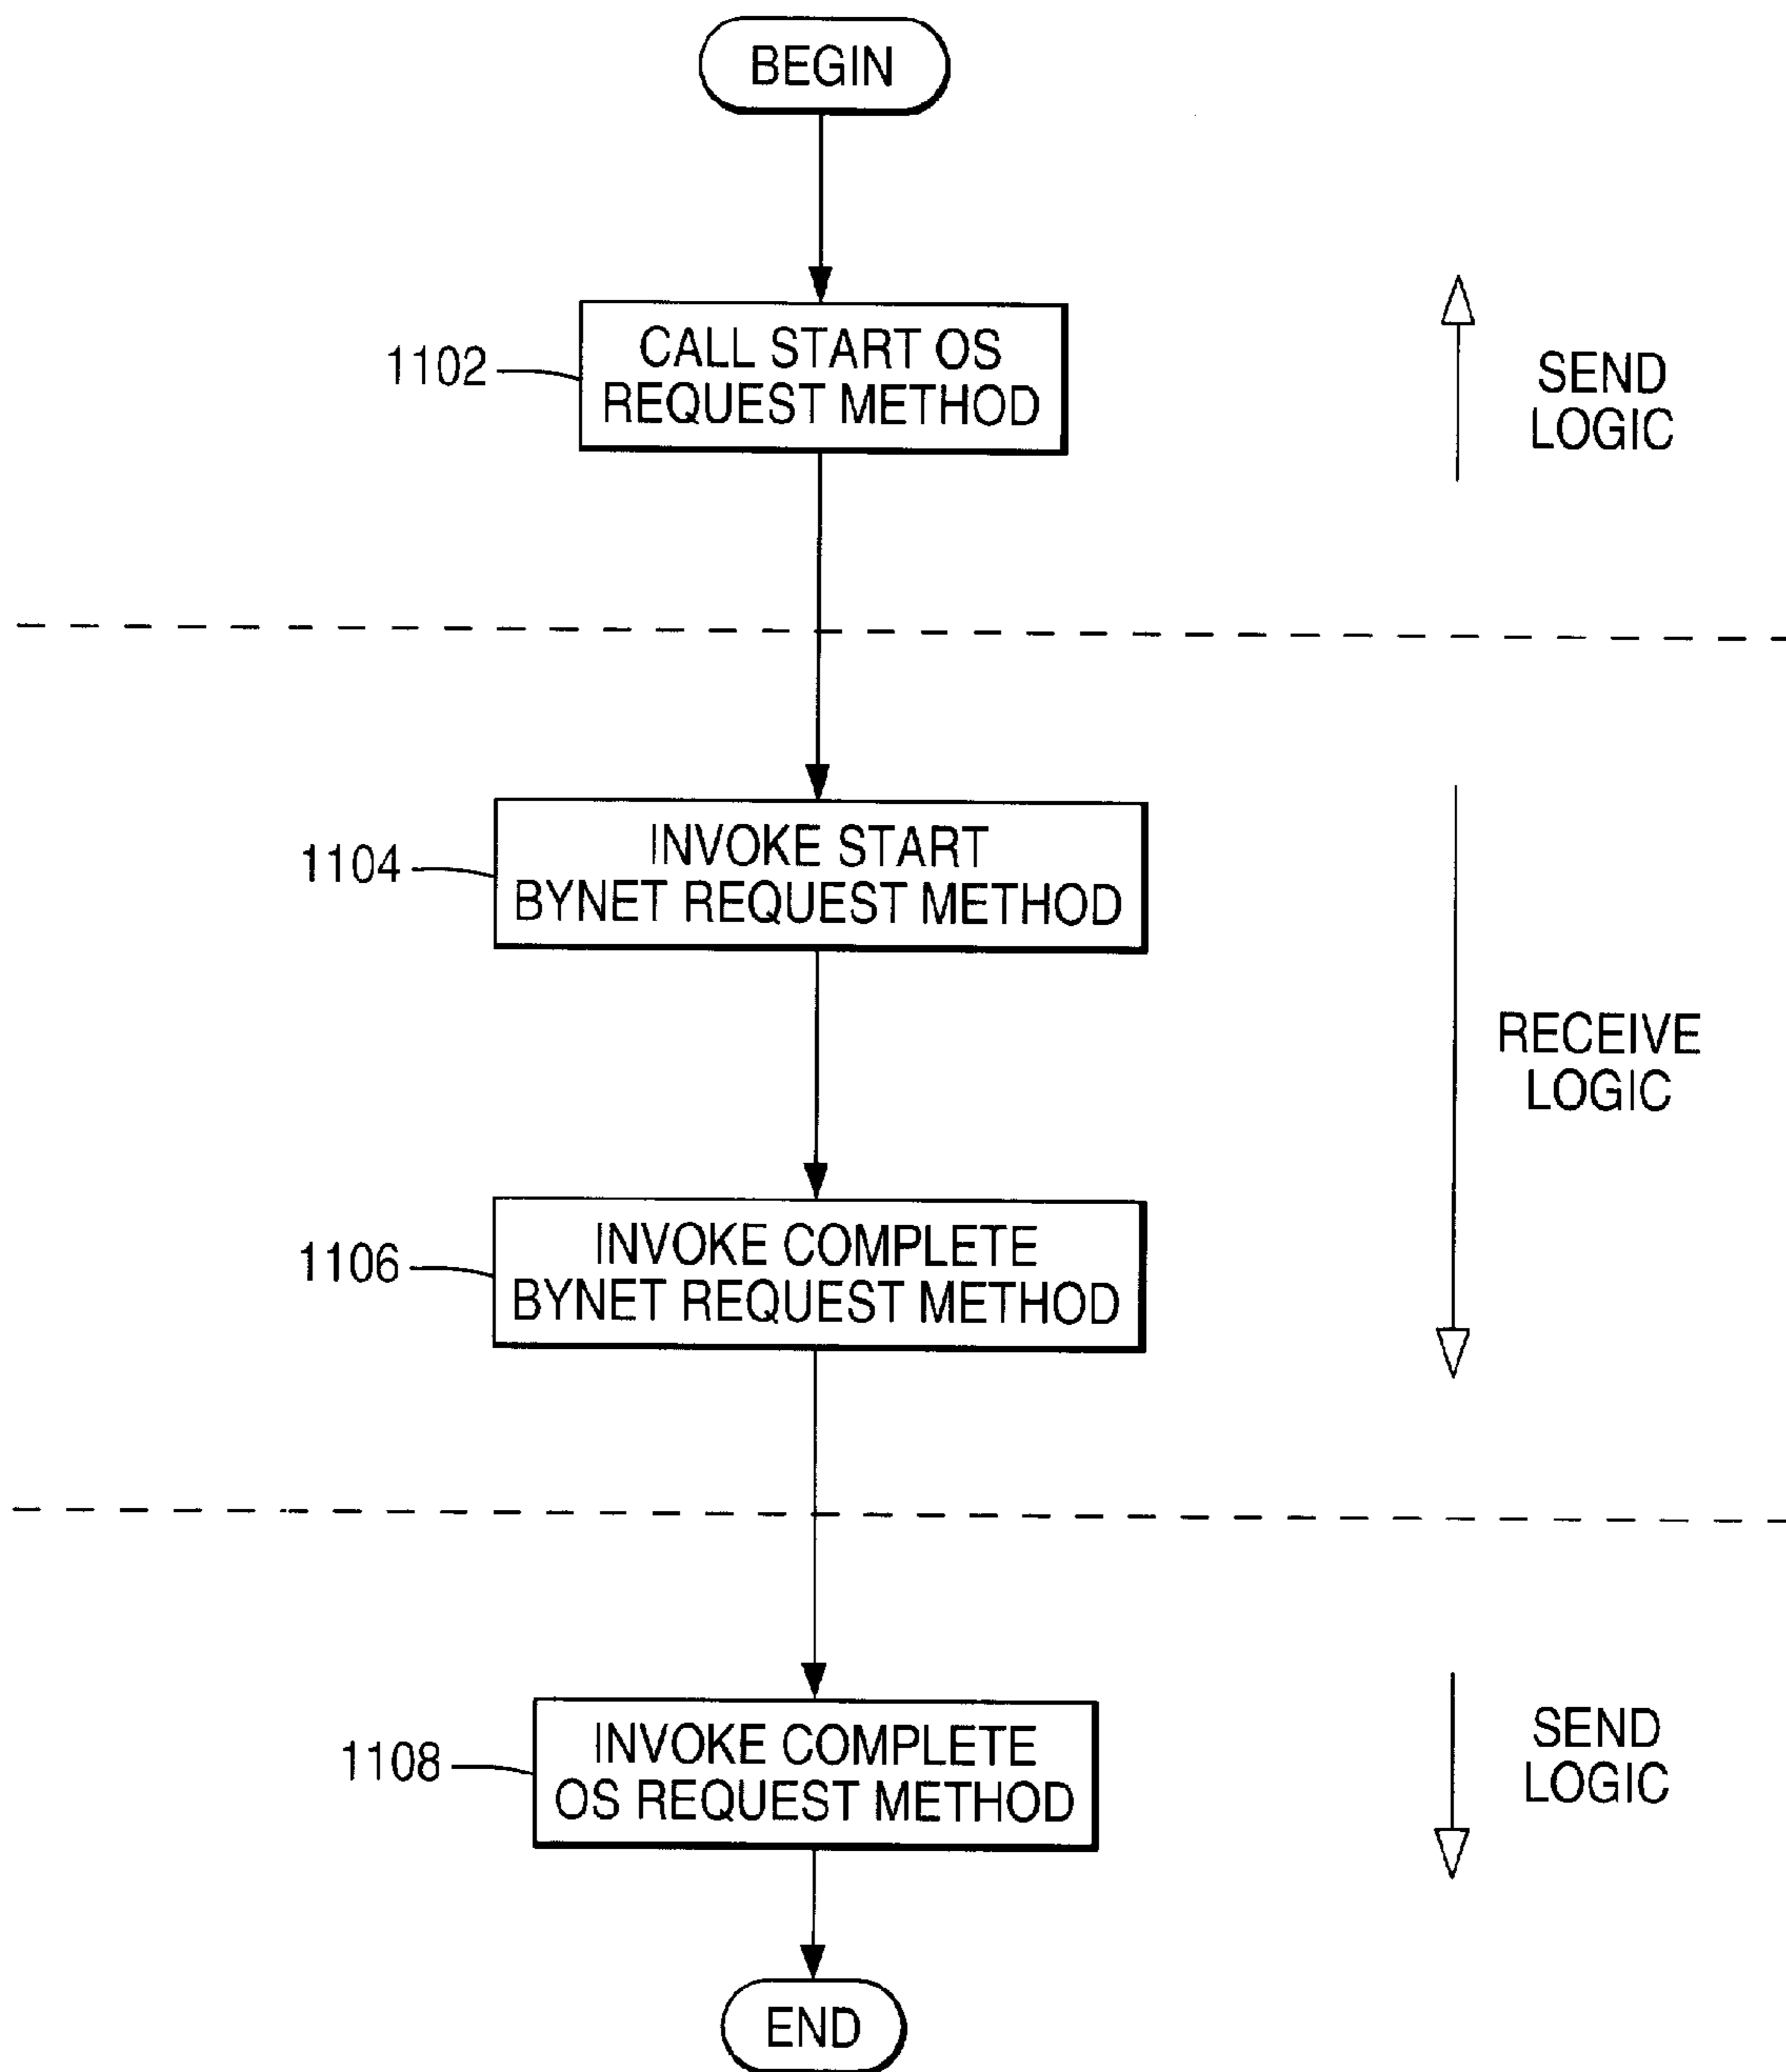 BEGIN
1102
CALL START OS
REQUEST METHOD
SEND
LOGIC
1104
INVOKE START
BYNET REQUEST METHOD
RECEIVE
LOGIC
1106
INVOKE COMPLETE
BYNET REQUEST METHOD
1108
INVOKE COMPLETE
OS REQUEST METHOD
SEND
LOGIC
END